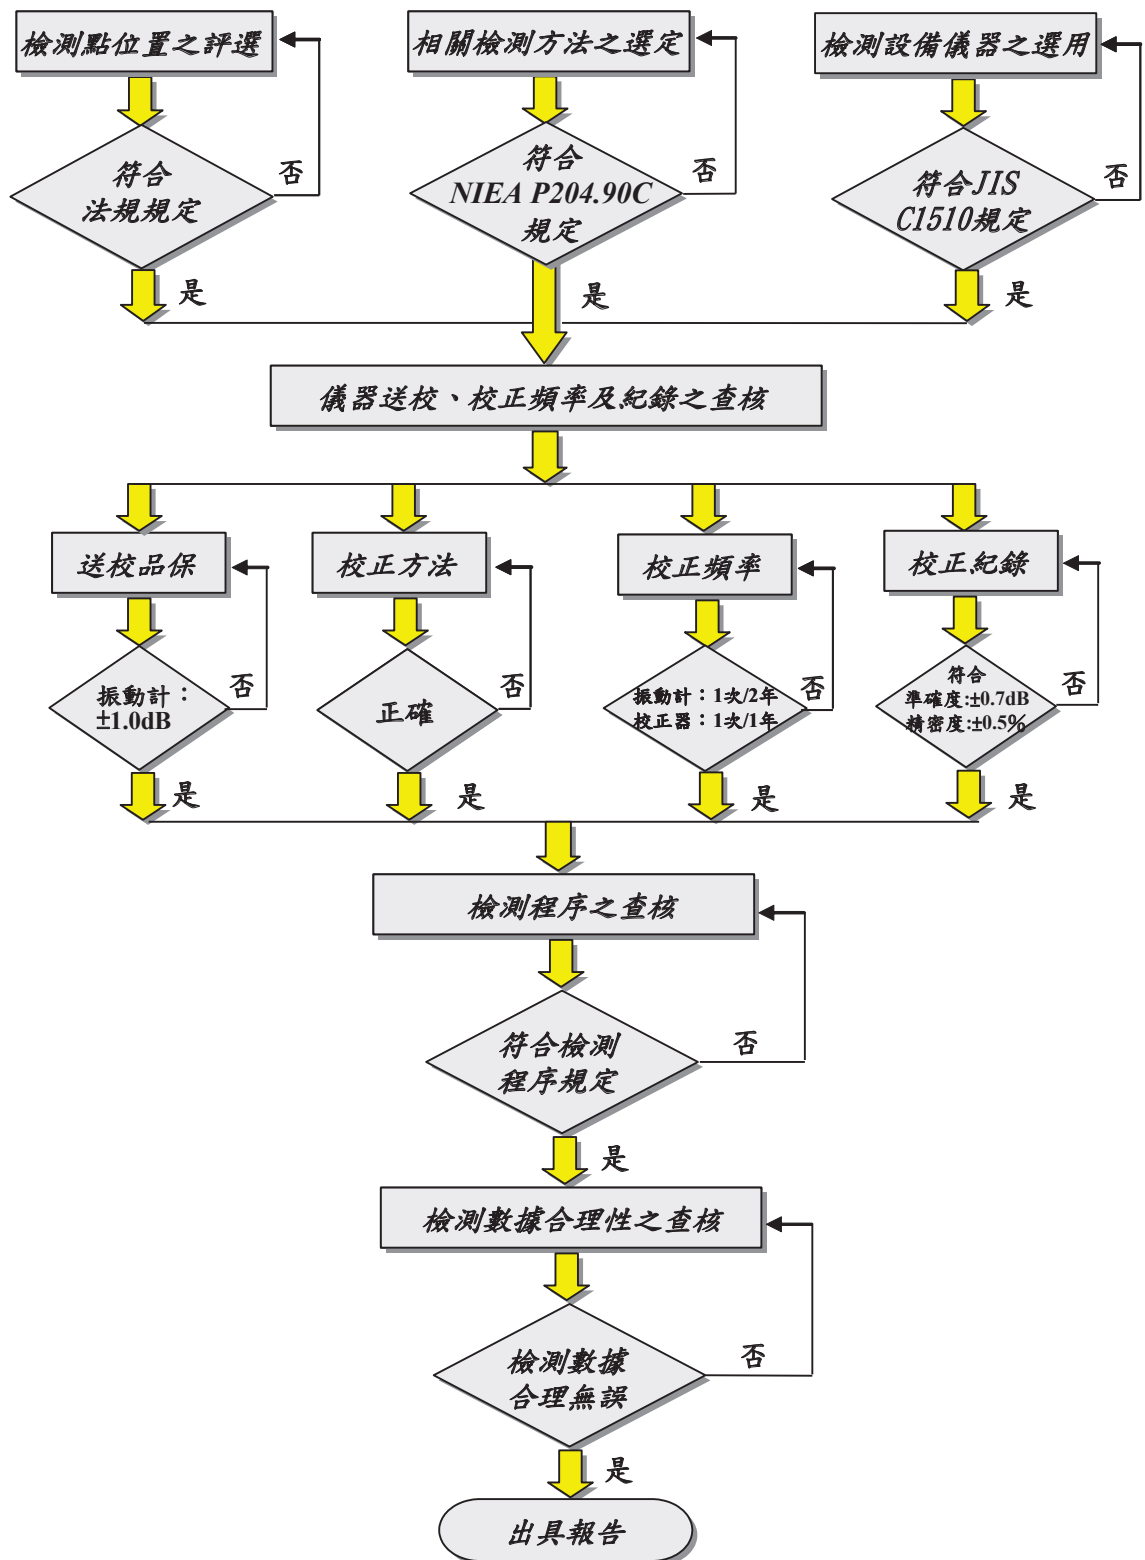 檢測點位置之評選
相關檢測方法之選定
檢測設備儀器之選用
符合
法規規定
否
符合
NIEA P204.90C
規定
否
符合JIS
C1510規定
否
是
是
是
儀器送校、校正頻率及紀錄之查核
送校品保
校正方法
校正頻率
校正紀錄
振動計：
±1.0dB
否
正確
否
振動計：1次/2年
校正器：1次/1年
否
符合
準確度:±0.7dB
精密度:±0.5%
否
是
是
是
是
檢測程序之查核
符合檢測
程序規定
否
是
檢測數據合理性之查核
檢測數據
合理無誤
否
是
出具報告